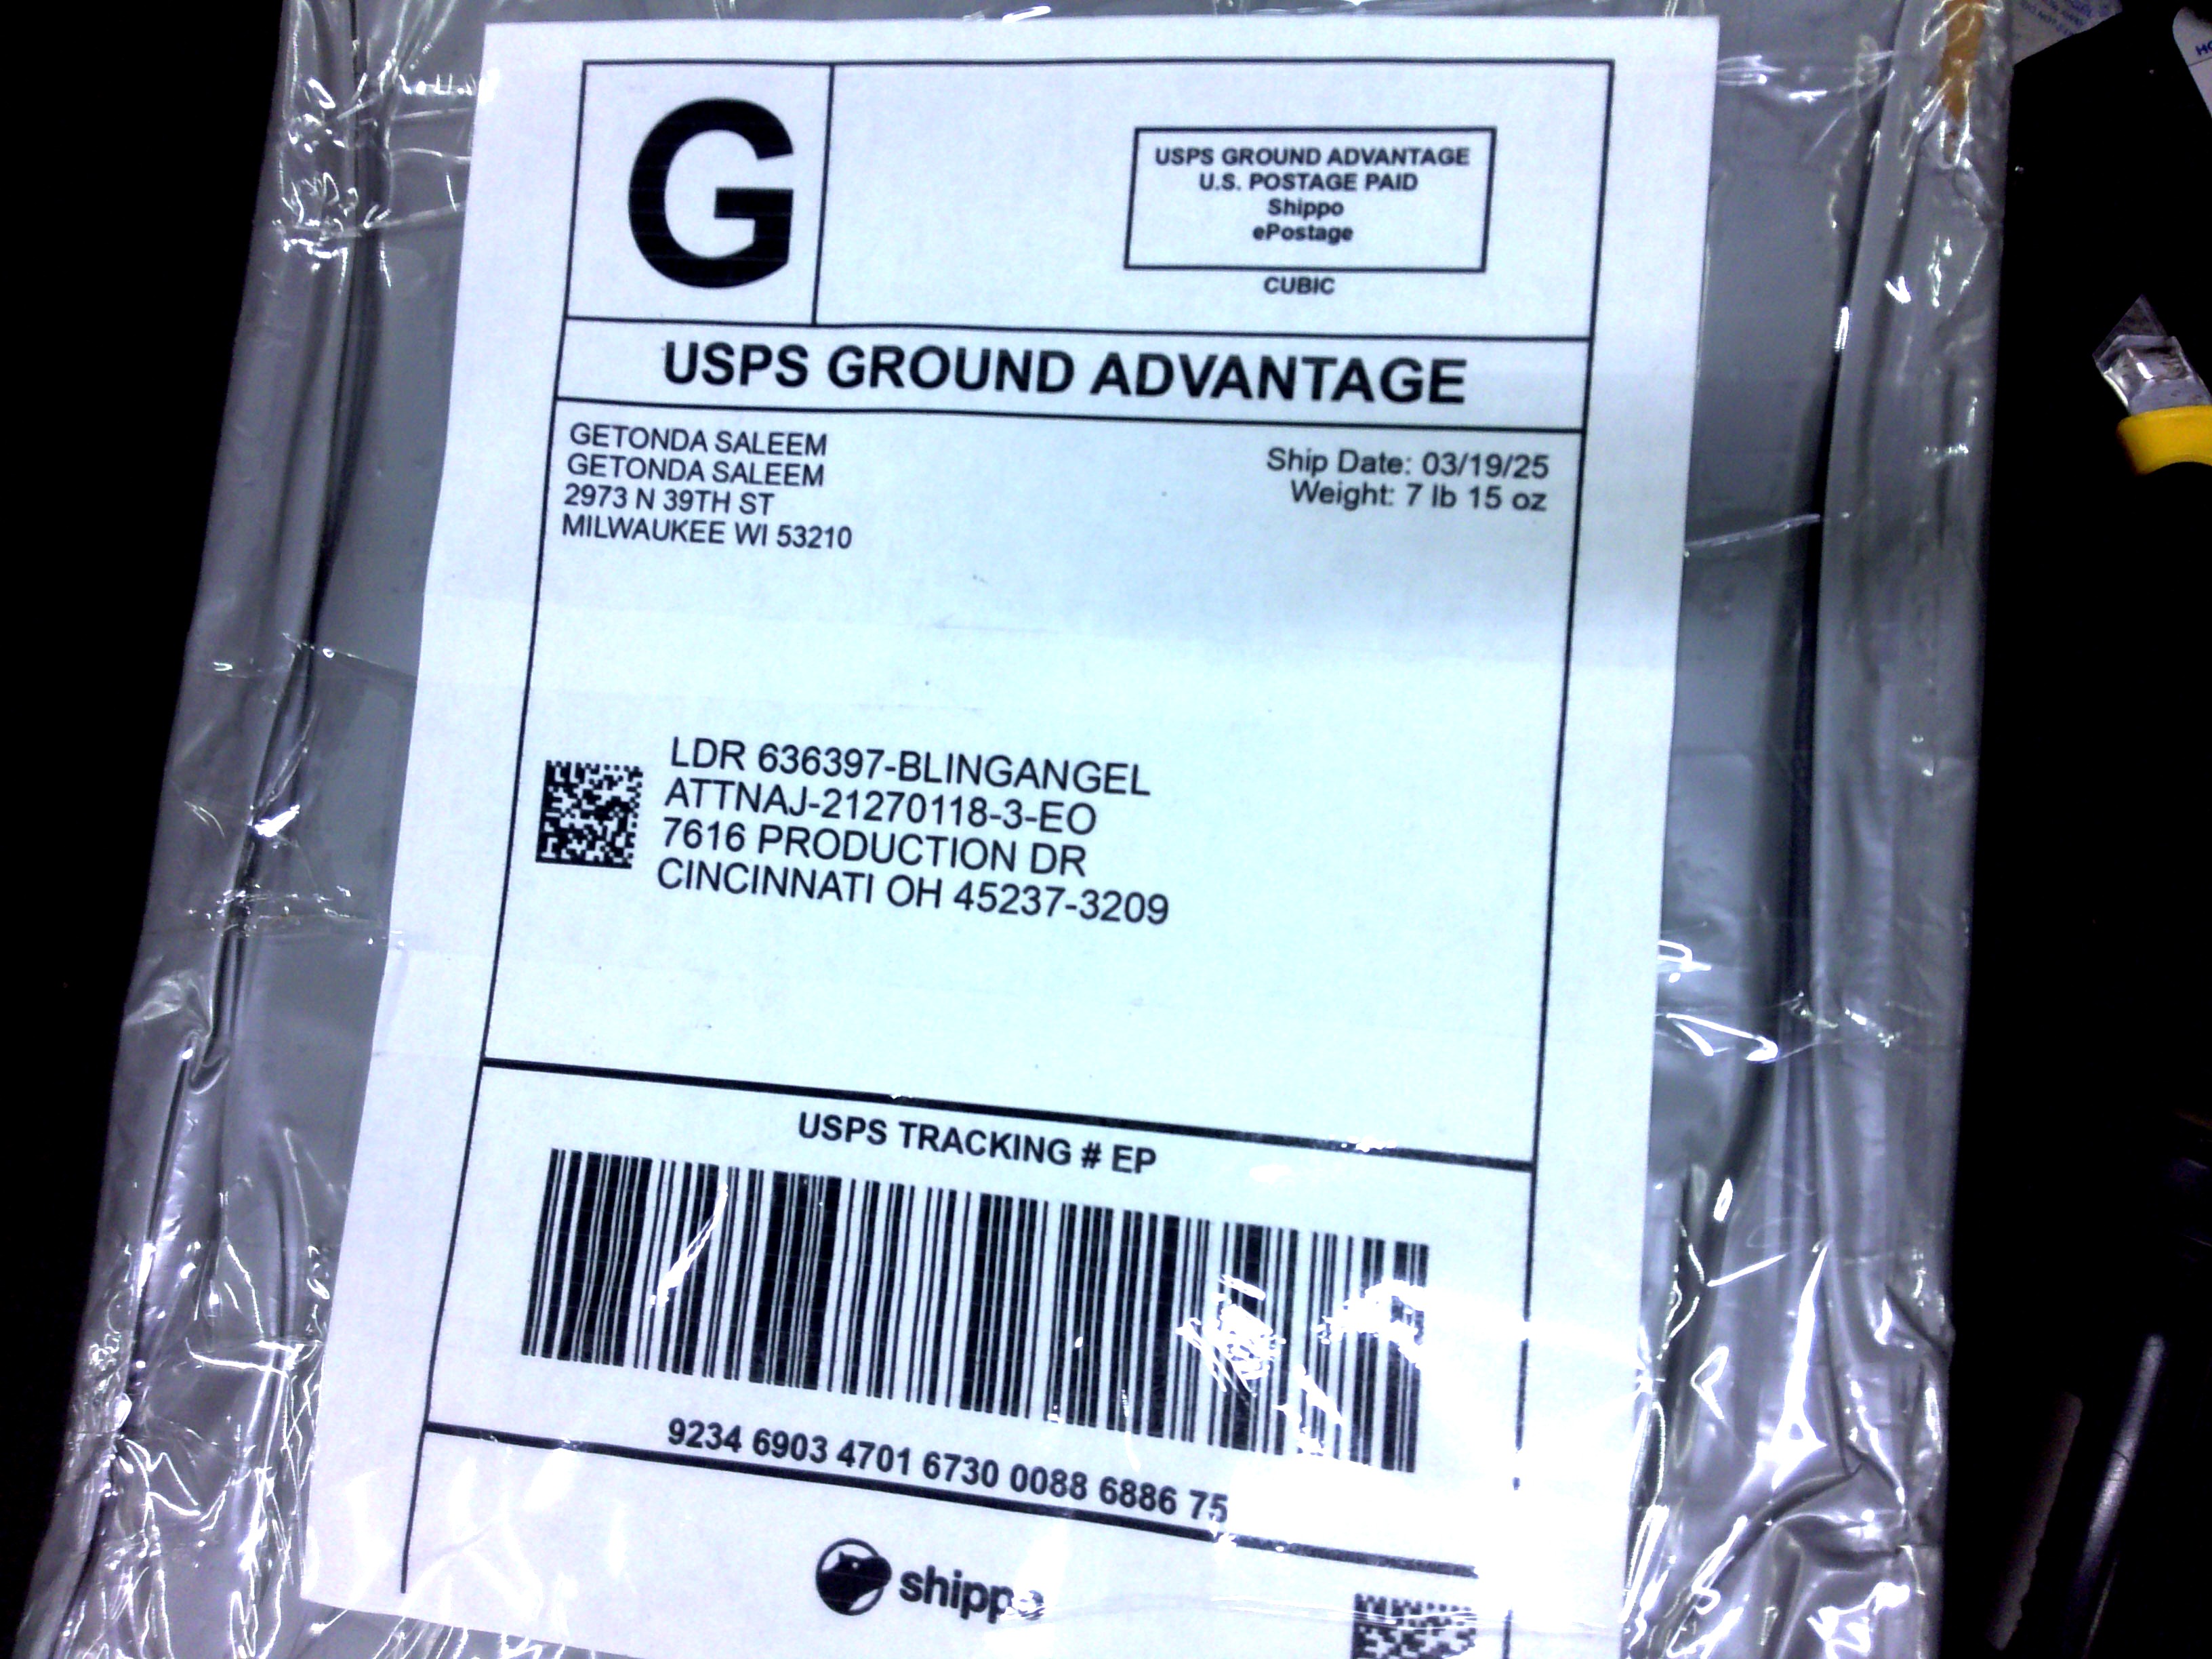 G
USPS GROUND ADVANTAGE
U.S. POSTAGE PAID
Shippo
ePostage
CUBIC
USPS GROUND ADVANTAGE
GETONDA SALEEM
GETONDA SALEEM
2973 N 39TH ST
MILWAUKEE WI 53210
Ship Date: 03/19/25
Weight: 7 lb 15 oz
LDR 636397-BLINGANGEL
ATTNAJ-21270118-3-EO
7616 PRODUCTION DR
CINCINNATI OH 45237-3209
USPS TRACKING # EP
9234 6903 4701 6730 0088 6886 75
shippo